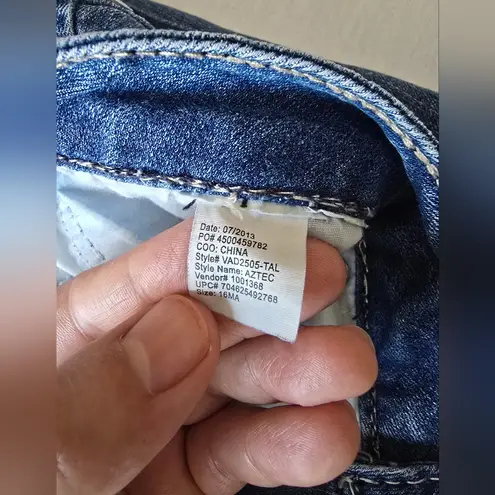 Date: 07/2013
PO# 4500459782
COO: CHINA
Style# VAD2505-TAL
Style Name: AZTEC
Vendor# 1001368
UPC# 704625492768
Size: 16MA